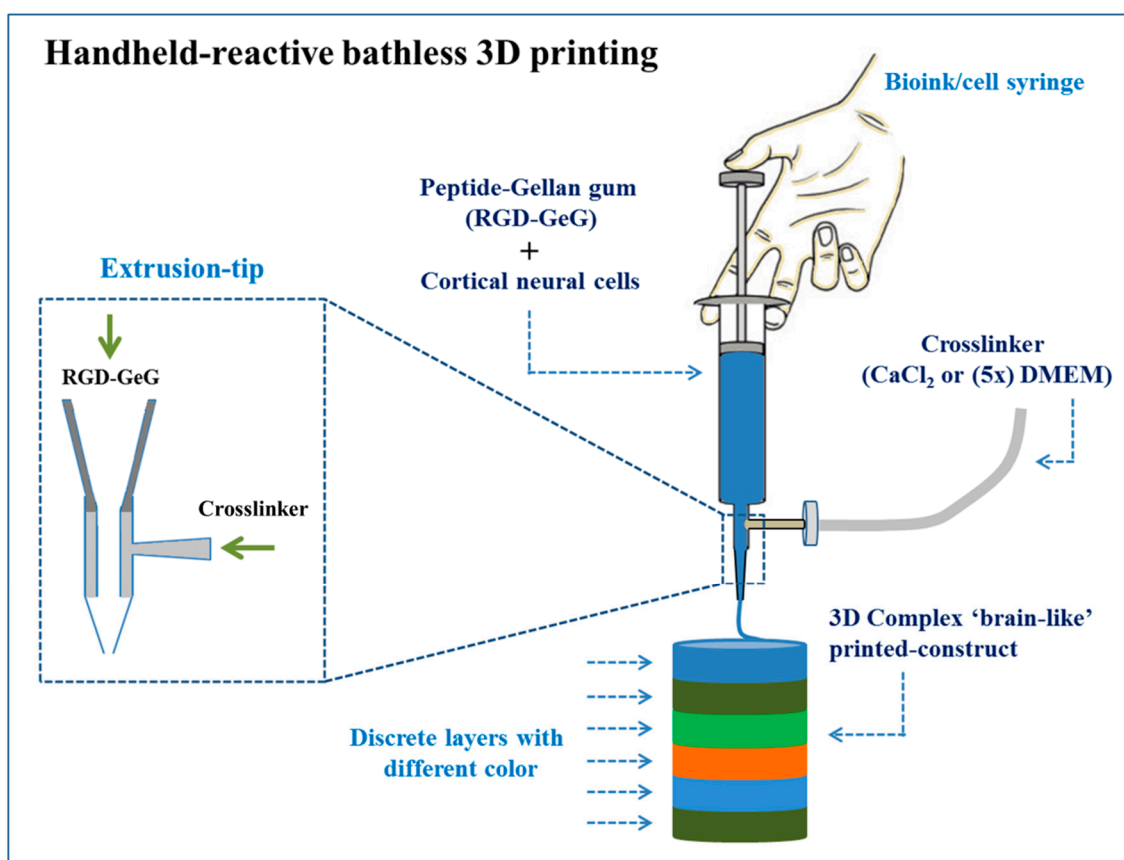 Handheld-reactive bathless 3D printing
Bioink/cell syringe
Peptide-Gellan gum
(RGD-GeG)
+
Cortical neural cells
Extrusion-tip
RGD-GeG
Crosslinker
Crosslinker
(CaCl₂ or (5x) DMEM)
3D Complex ‘brain-like’
printed-construct
Discrete layers with
different color